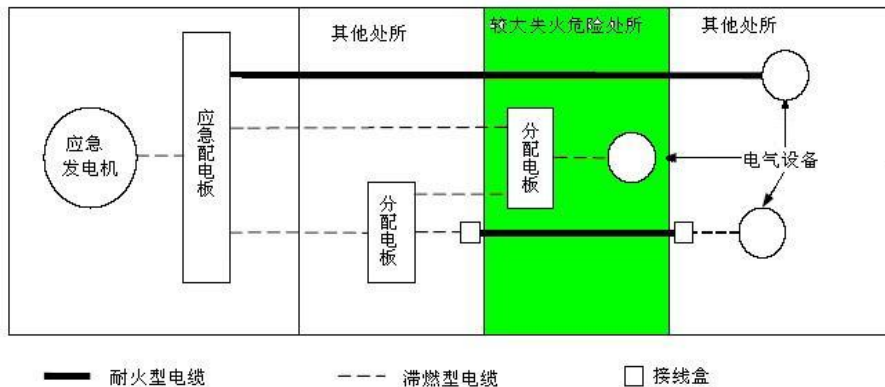 其他处所
较大失火危险处所
其他处所
应急
发电机
应急配电板
分配电板
分配电板
电气设备
耐火型电缆
滞燃型电缆
接线盒